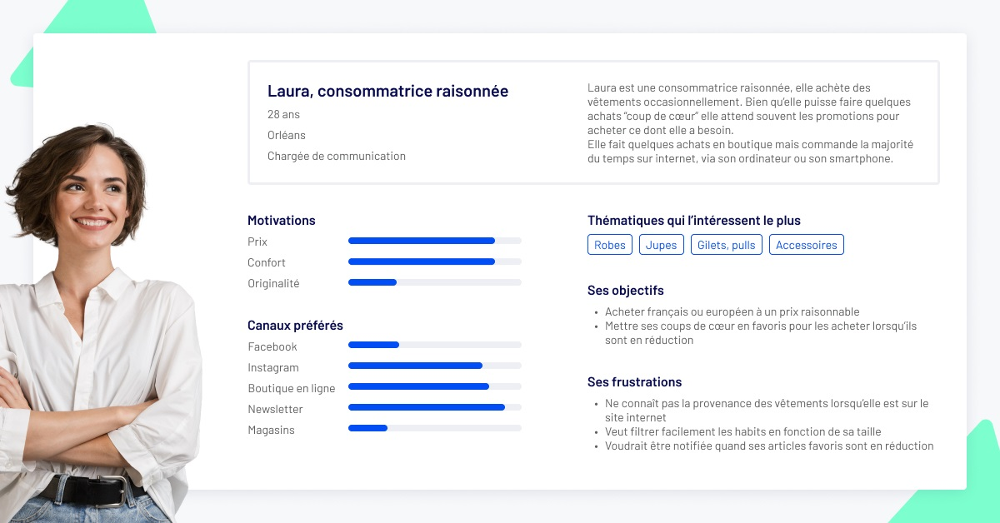 Laura, consommatrice raisonnée
28 ans
Orléans
Chargée de communication
Laura est une consommatrice raisonnée, elle achète des
vêtements occasionnellement. Bien qu'elle puisse faire quelques
achats “coup de cœur” elle attend souvent les promotions pour
acheter ce dont elle a besoin.
Elle fait quelques achats en boutique mais commande la majorité
du temps sur internet, via son ordinateur ou son smartphone.
Motivations
Prix
Confort
Originalité
Canaux préférés
Facebook
Instagram
Boutique en ligne
Newsletter
Magasins
Thématiques qui l'intéressent le plus
Robes Jupes Gilets, pulls Accessoires
Ses objectifs
• Acheter français ou européen à un prix raisonnable
• Mettre ses coups de cœur en favoris pour les acheter lorsqu'ils
sont en réduction
Ses frustrations
• Ne connaît pas la provenance des vêtements lorsqu'elle est sur le
site internet
• Veut filtrer facilement les habits en fonction de sa taille
• Voudrait être notifiée quand ses articles favoris sont en réduction